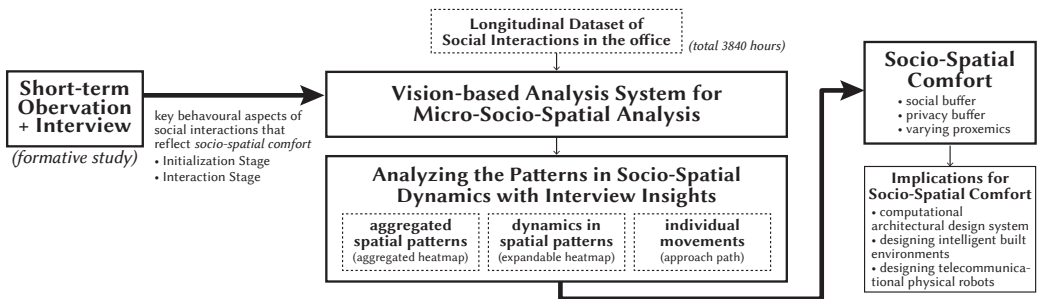 Short-term
Obervation
+ Interview
(formative study)
key behavioural aspects of
social interactions that
reflect socio-spatial comfort
• Initialization Stage
• Interaction Stage
Longitudinal Dataset of
Social Interactions in the office
(total 3840 hours)
Vision-based Analysis System for
Micro-Socio-Spatial Analysis
Analyzing the Patterns in Socio-Spatial
Dynamics with Interview Insights
aggregated
spatial patterns
(aggregated heatmap)
dynamics in
spatial patterns
(expandable heatmap)
individual
movements
(approach path)
Socio-Spatial
Comfort
• social buffer
• privacy buffer
• varying proxemics
Implications for
Socio-Spatial Comfort
• computational
architectural design system
• designing intelligent built
environments
• designing telecommunica-
tional physical robots